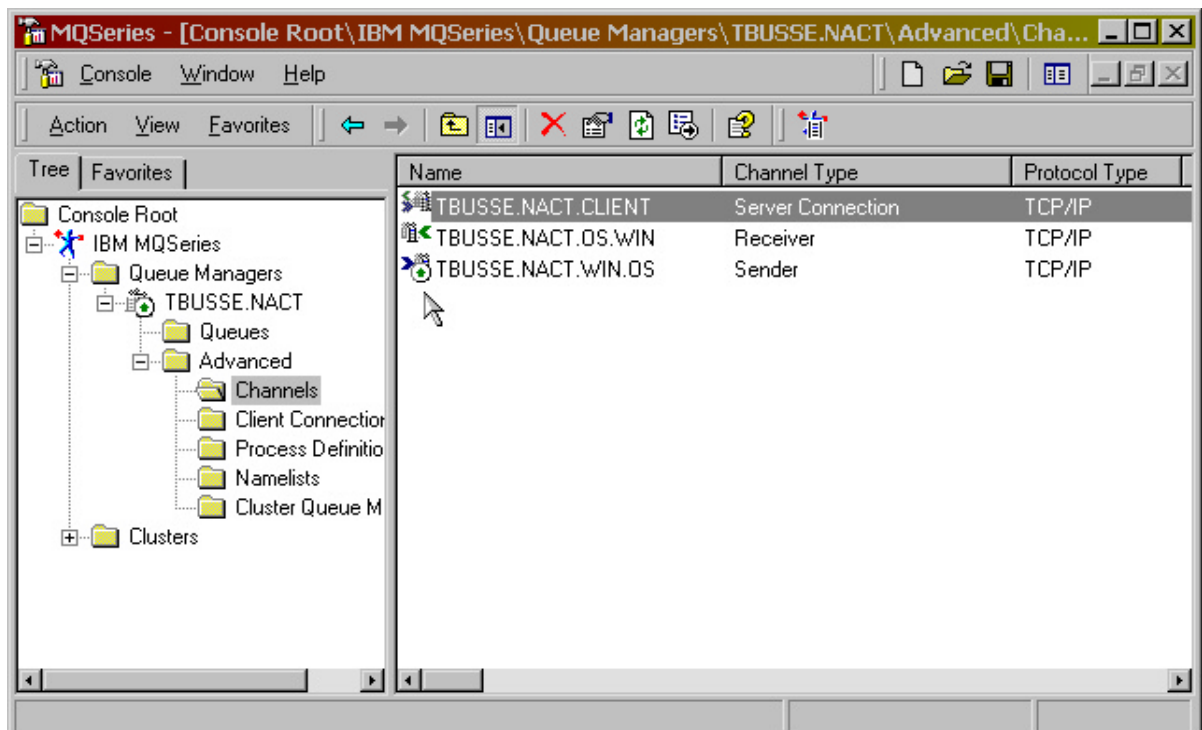 MQSeries - [Console Root\IBM MQSeries\Queue Managers\TBUSSE.NACT\Advanced\Cha...
Console Window Help
Action View Favorites
Tree Favorites
Console Root
IBM MQSeries
Queue Managers
TBUSSE.NACT
Queues
Advanced
Channels
Client Connection
Process Definitio
Namelists
Cluster Queue M
Clusters
Name Channel Type Protocol Type
TBUSSE.NACT.CLIENT Server Connection TCP/IP
TBUSSE.NACT.OS.WIN Receiver TCP/IP
TBUSSE.NACT.WIN.OS Sender TCP/IP